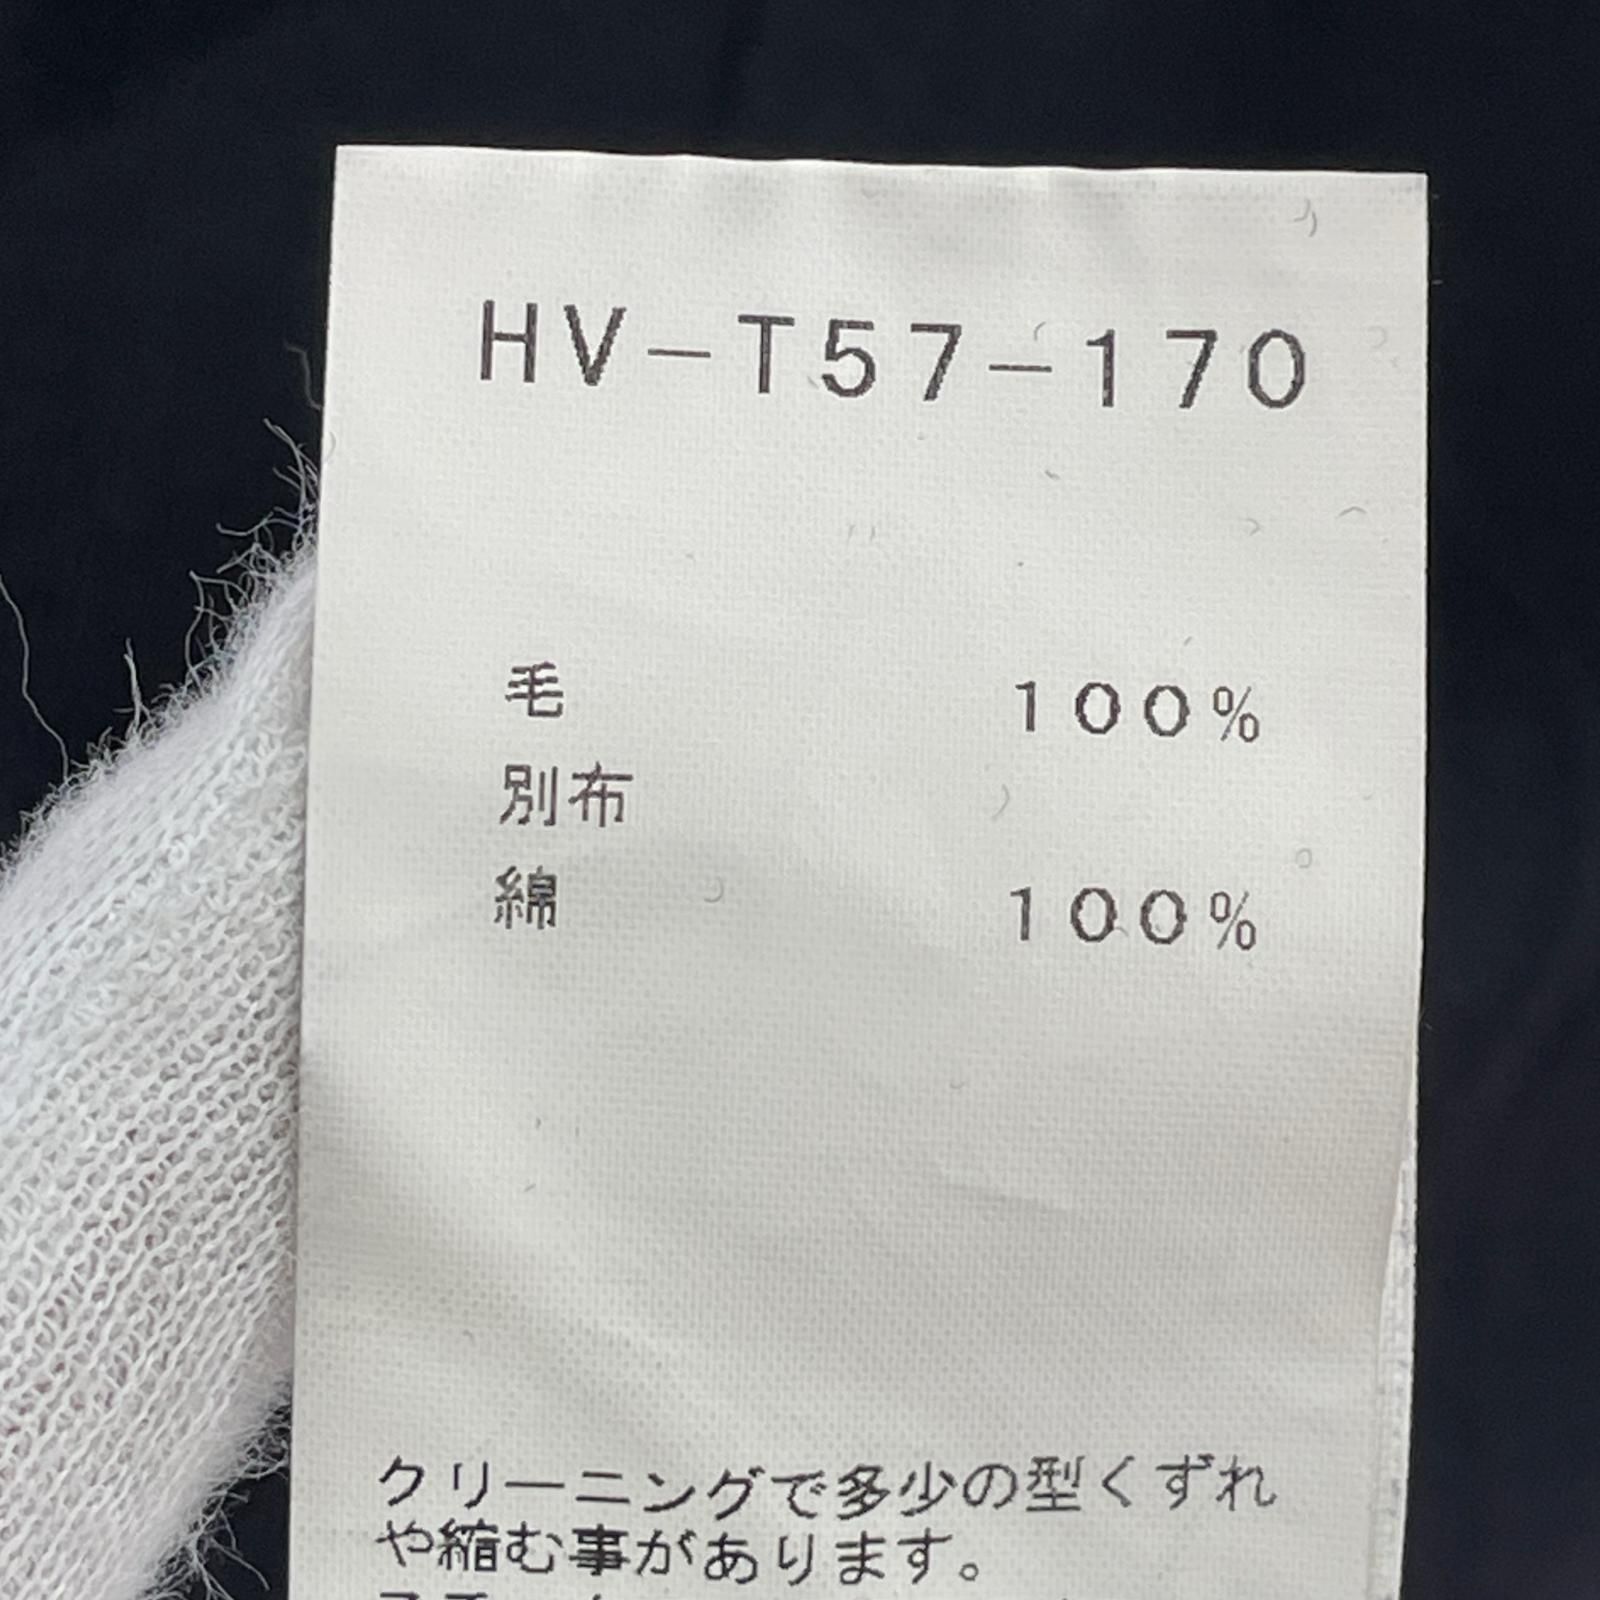 HV-T57-170
毛 100%
別布
綿 100%
クリーニングで多少の型くずれ
や縮む事があります。